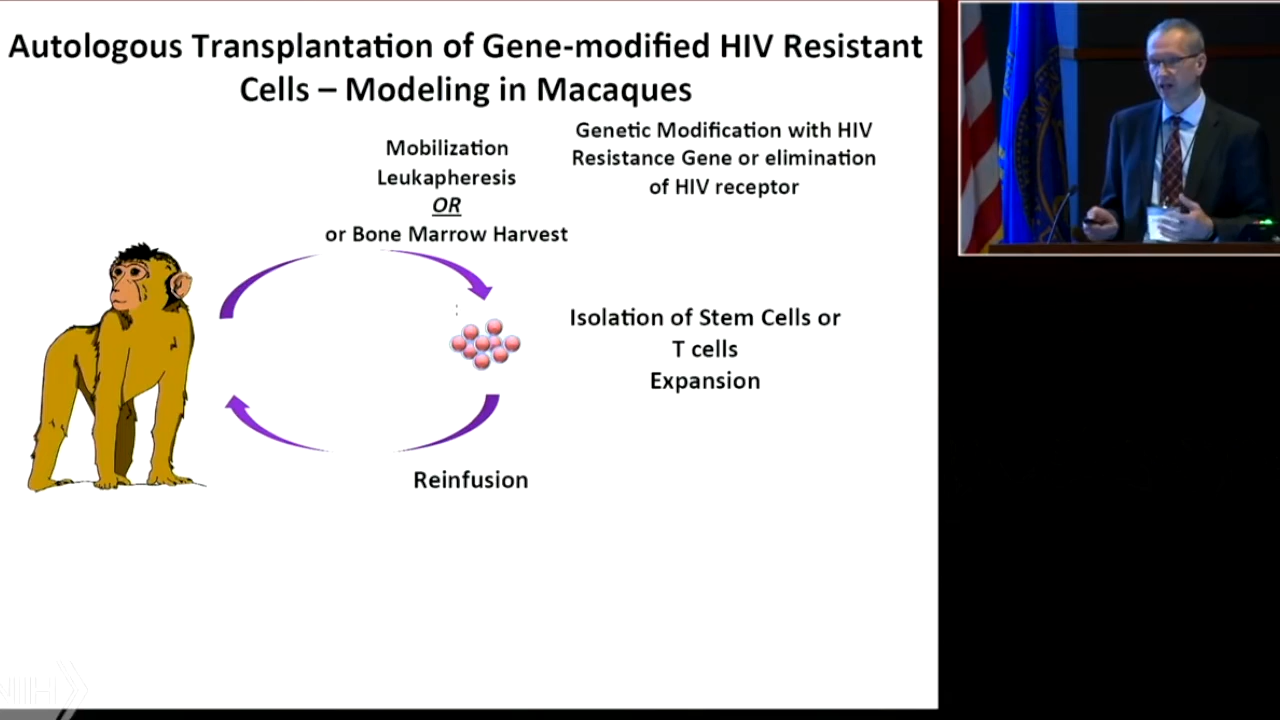 Autologous Transplantation of Gene-modified HIV Resistant
Cells – Modeling in Macaques
Mobilization
Leukapheresis
OR
or Bone Marrow Harvest
Genetic Modification with HIV
Resistance Gene or elimination
of HIV receptor
Isolation of Stem Cells or
T cells
Expansion
Reinfusion
NIH